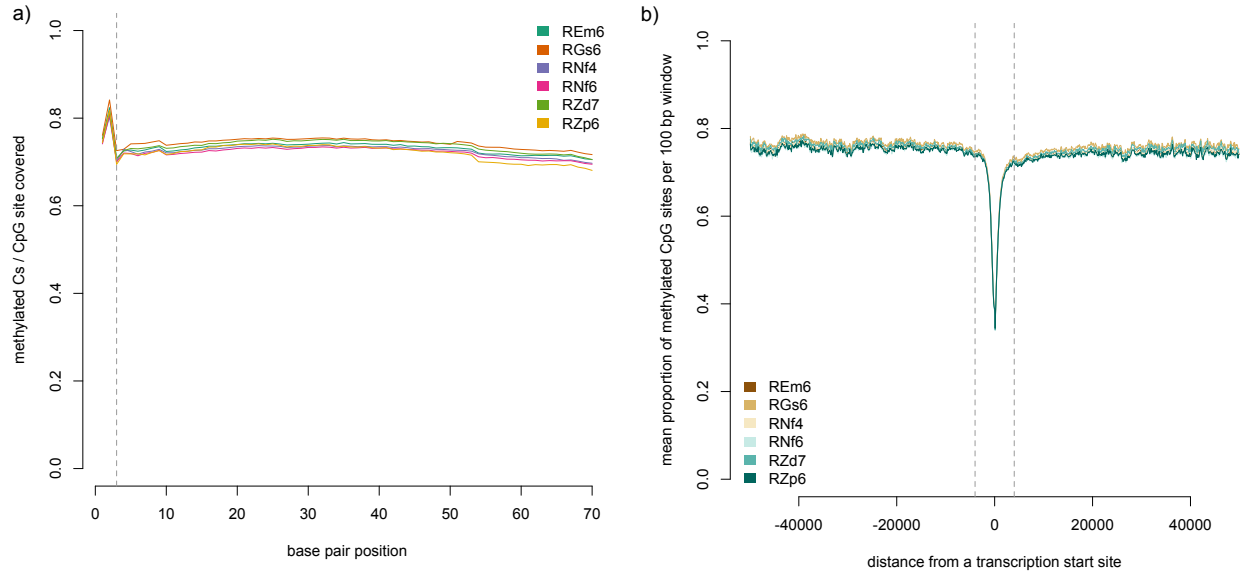 a)
methylated Cs / CpG site covered
1.0
0.8
0.6
0.4
0.2
0.0
REm6
RGs6
RNf4
RNf6
RZd7
RZp6
0 10 20 30 40 50 60 70
base pair position
b)
mean proportion of methylated CpG sites per 100 bp window
1.0
0.8
0.6
0.4
0.2
0.0
REm6
RGs6
RNf4
RNf6
RZd7
RZp6
-40000 -20000 0 20000 40000
distance from a transcription start site